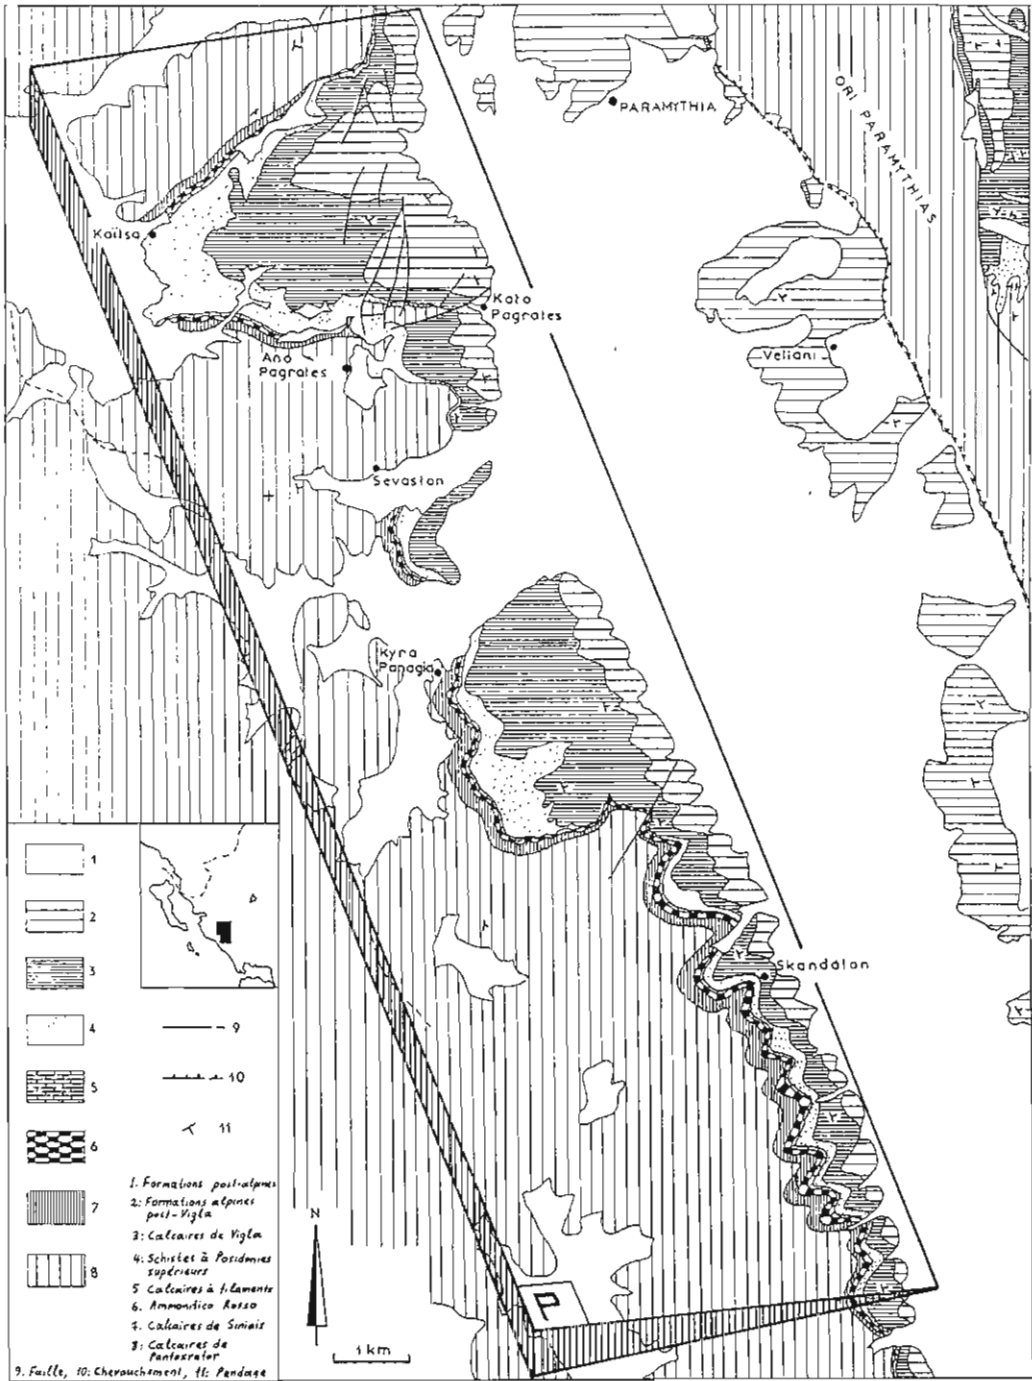 PARAMYTHIA
ORI PARAMYTHIAS
Koitsa
Kato
Pagrates
Ano
Pagrates
Veliani
Sevaston
Kyra
Panagia
Skandalon
1
2
3
4
5
6
7
8
9
10
11
1. Formations post-alpines
2: Formations alpines
post-Vigla
3: Calcaires de Vigla
4: Schistes à Posidonies
supérieurs
5 Calcaires à filaments
6. Ammonitico Rosso
7. Calcaires de Siniais
8: Calcaires de
Pantokrator
9. Faille, 10: Chevauchement, 11: Pendage
N
1 km
P